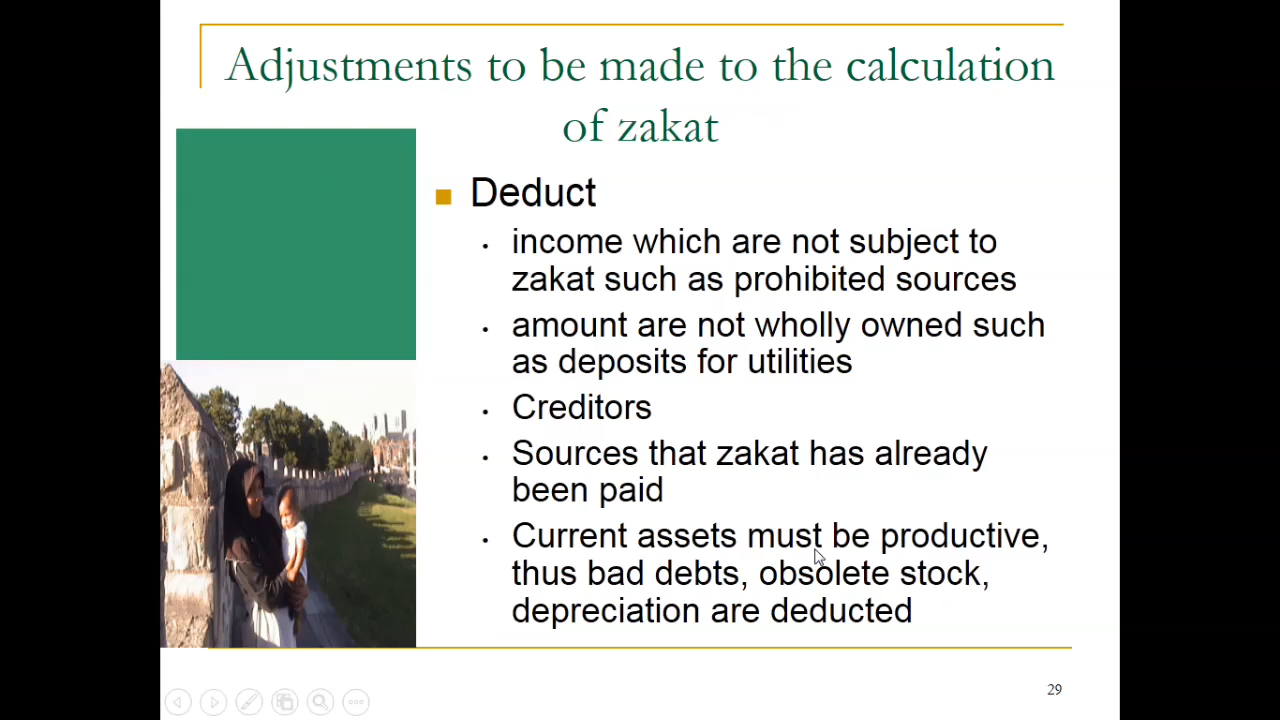 Adjustments to be made to the calculation
of zakat
Deduct
income which are not subject to
zakat such as prohibited sources
amount are not wholly owned such
as deposits for utilities
Creditors
Sources that zakat has already
been paid
Current assets must be productive,
thus bad debts, obsolete stock,
depreciation are deducted
29